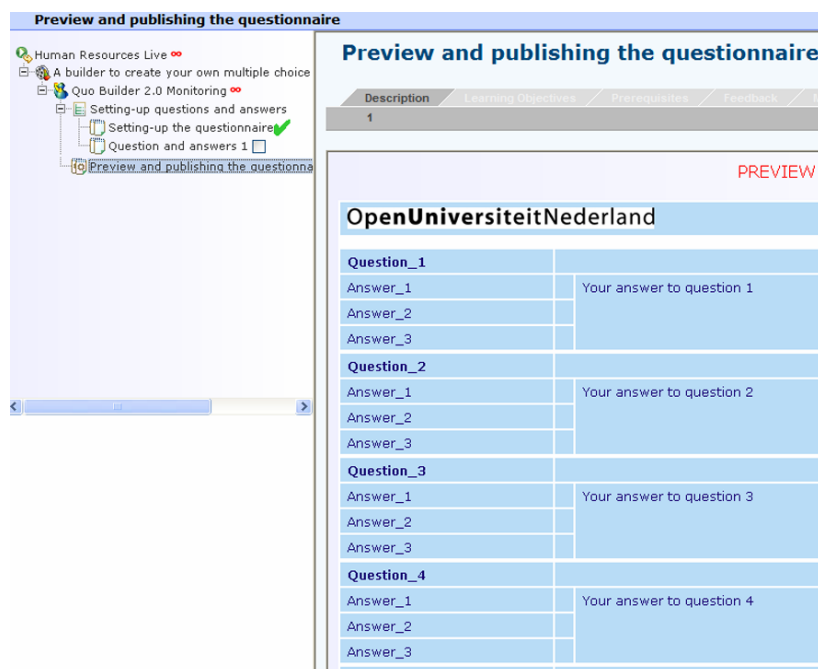 Preview and publishing the questionnaire
Human Resources Live
A builder to create your own multiple choice
Quo Builder 2.0 Monitoring
Setting-up questions and answers
Setting-up the questionnaire
Question and answers 1
Preview and publishing the questionna
Preview and publishing the questionnaire
Description Learning Objectives Prerequisites Feedback
1
PREVIEW
OpenUniversiteitNederland
Question_1
Answer_1 Your answer to question 1
Answer_2
Answer_3
Question_2
Answer_1 Your answer to question 2
Answer_2
Answer_3
Question_3
Answer_1 Your answer to question 3
Answer_2
Answer_3
Question_4
Answer_1 Your answer to question 4
Answer_2
Answer_3